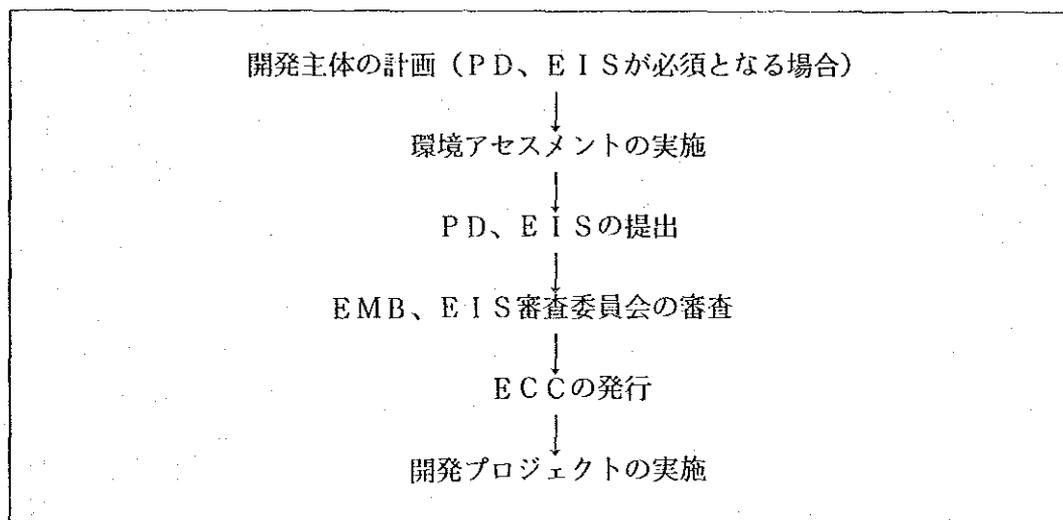 開発主体の計画（ＰＤ、ＥＩＳが必須となる場合）
環境アセスメントの実施
ＰＤ、ＥＩＳの提出
ＥＭＢ、ＥＩＳ審査委員会の審査
ＥＣＣの発行
開発プロジェクトの実施